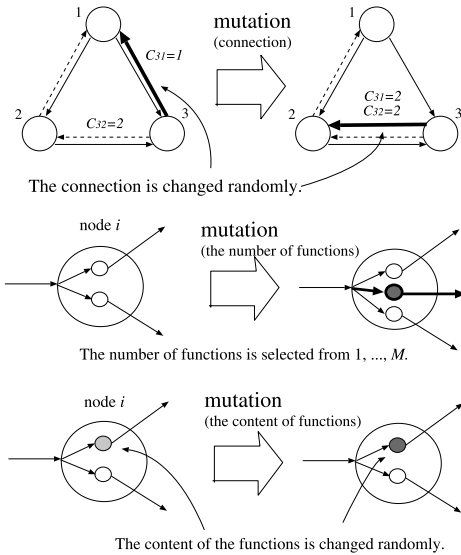 1
mutation
(connection)
1
C31=1
C31=2
C32=2
2
C32=2
3
2
3
The connection is changed randomly.
node i
mutation
(the number of functions)
The number of functions is selected from 1, ..., M.
node i
mutation
(the content of functions)
The content of the functions is changed randomly.